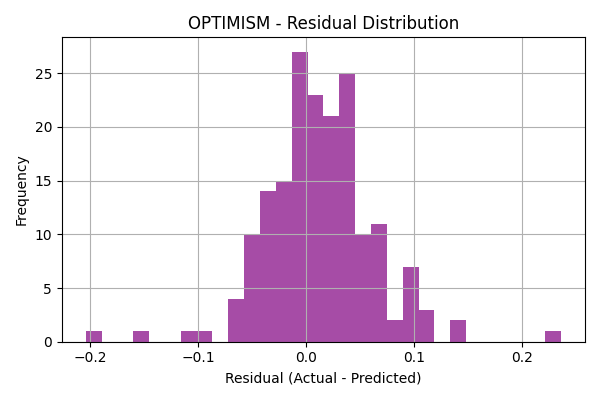 OPTIMISM - Residual Distribution
Frequency
25
20
15
10
5
0
−0.2 −0.1 0.0 0.1 0.2
Residual (Actual - Predicted)